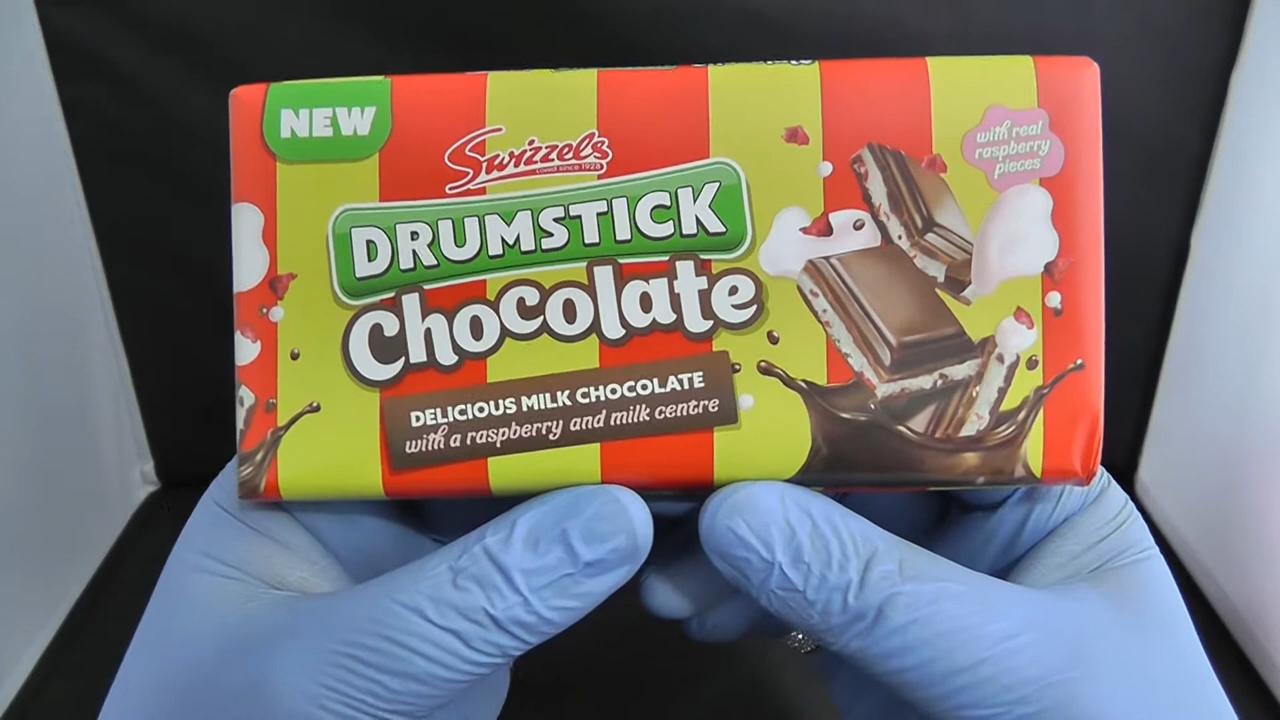 NEW
Swizzels
Loved since 1928
DRUMSTICK
Chocolate
DELICIOUS MILK CHOCOLATE
with a raspberry and milk centre
with real
raspberry
pieces